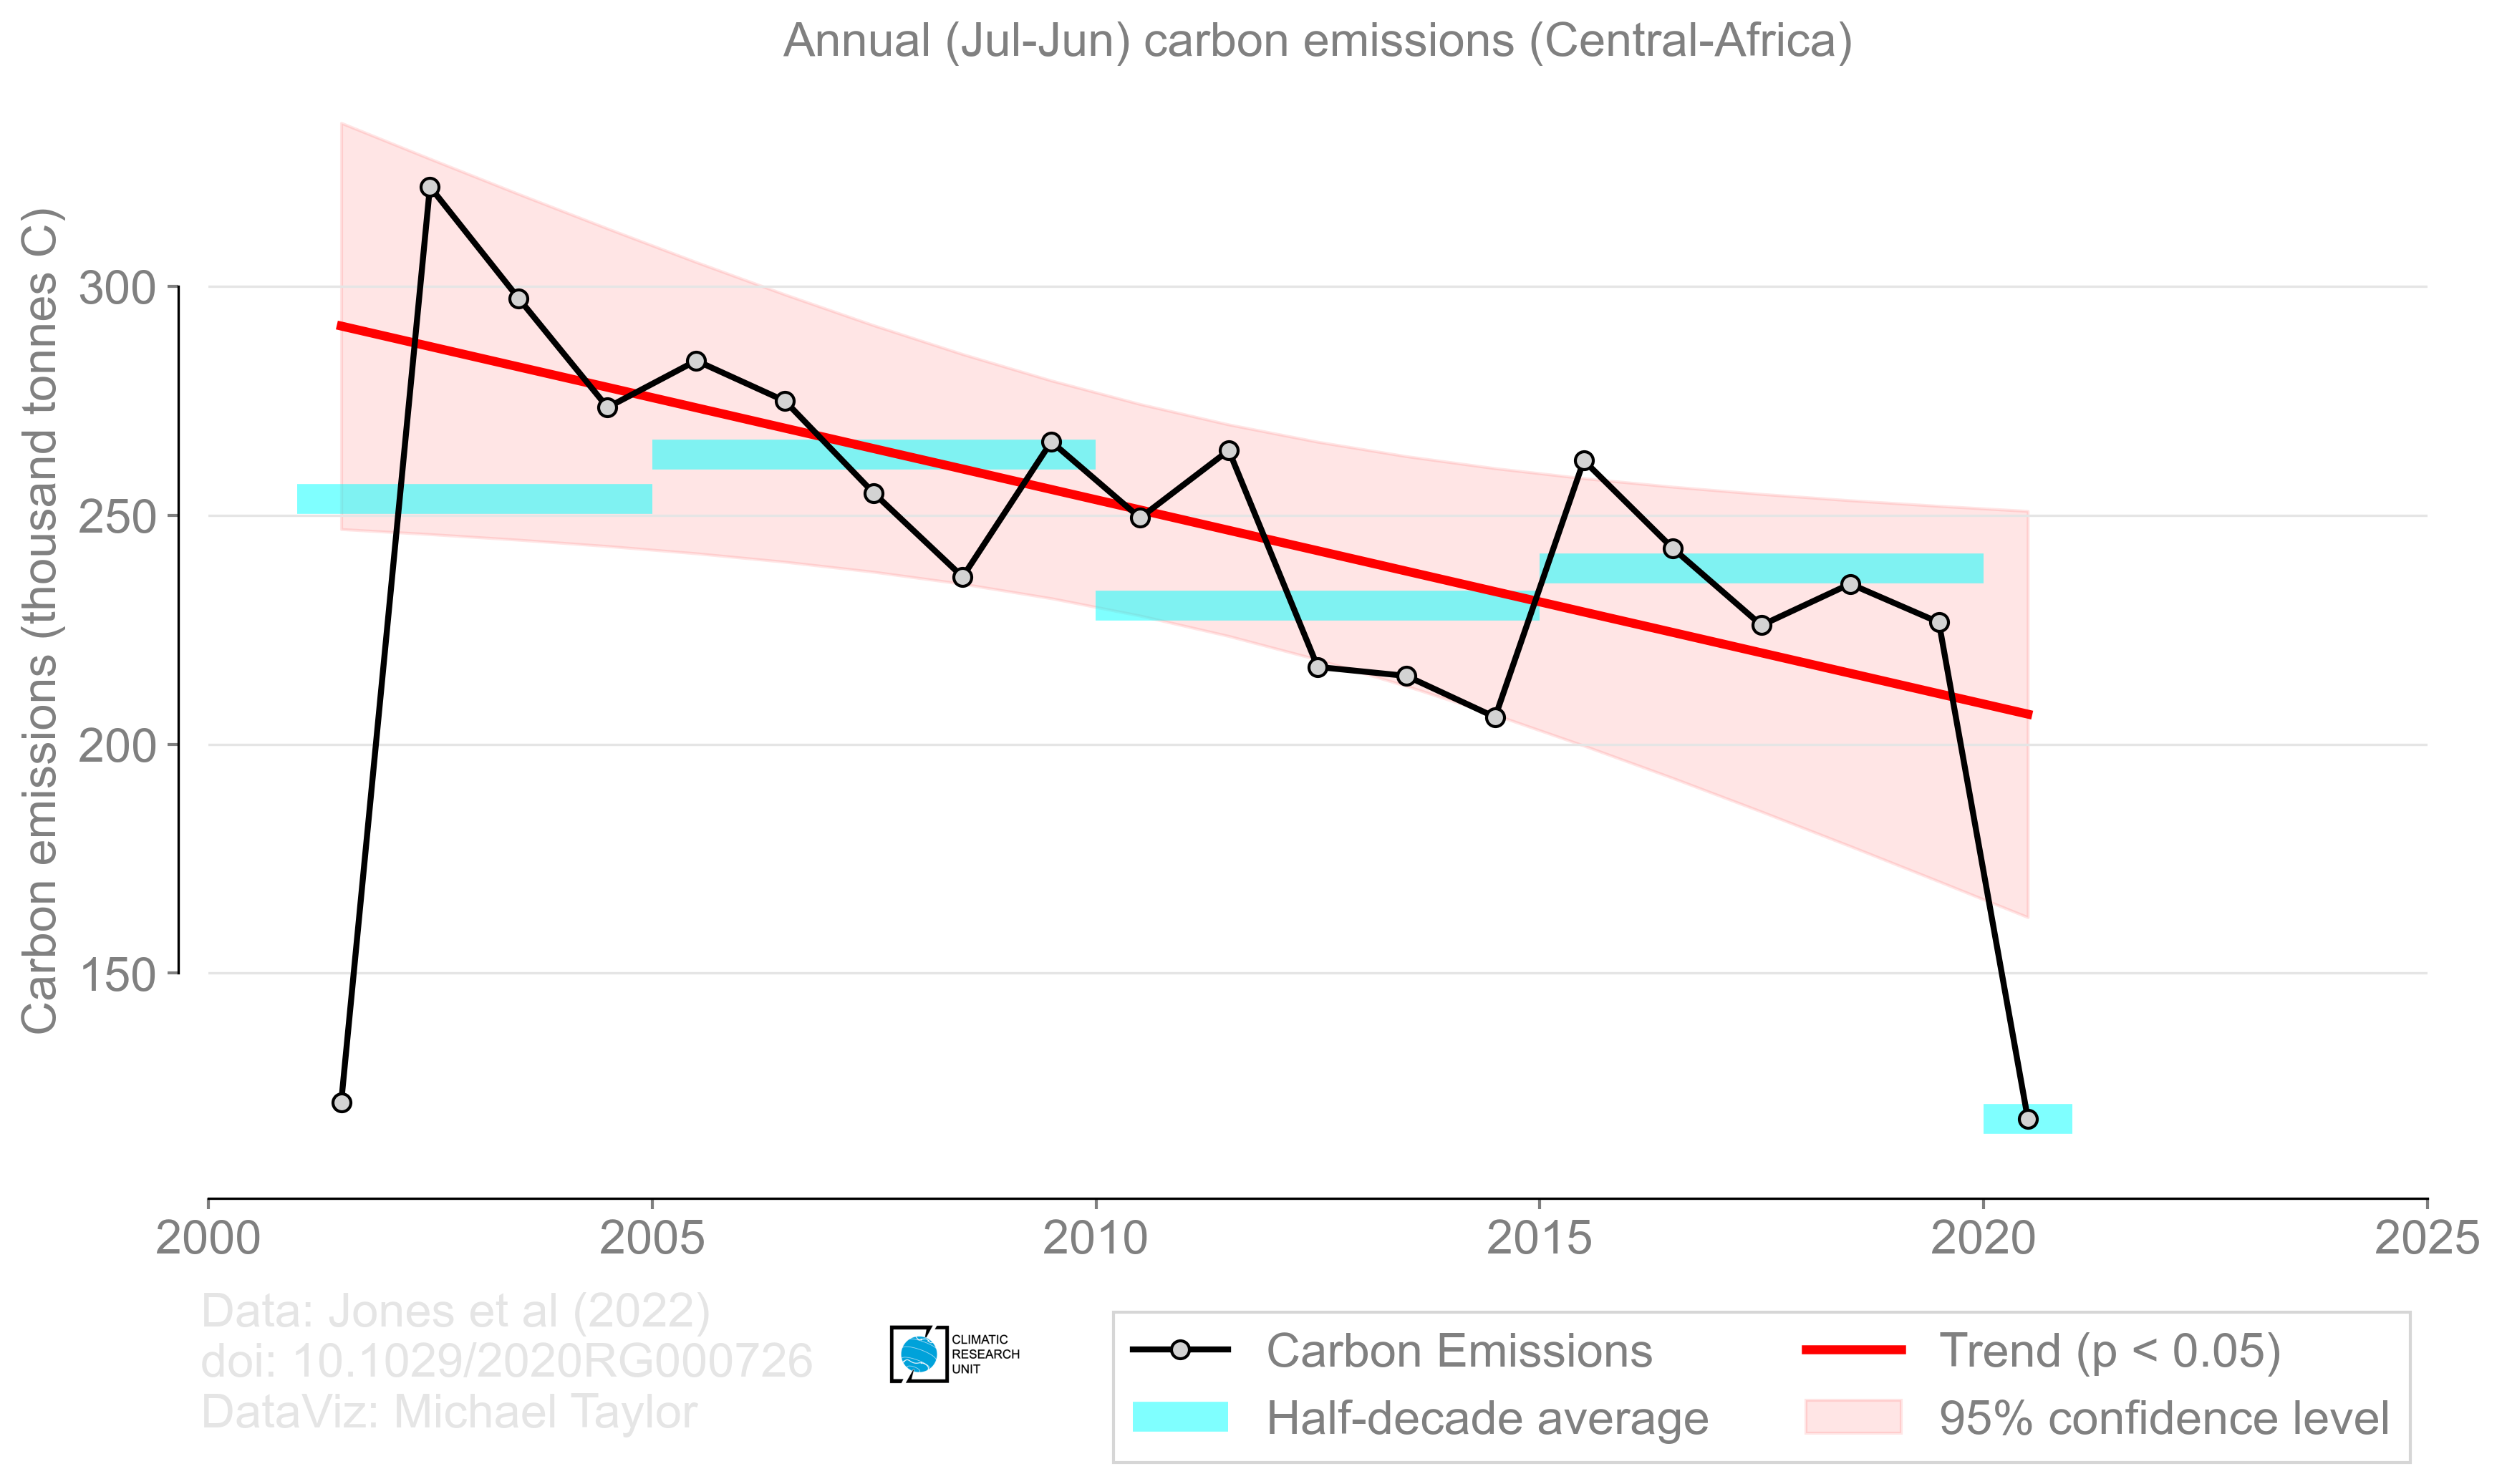 Annual (Jul-Jun) carbon emissions (Central-Africa)
Carbon emissions (thousand tonnes C)
300
250
200
150
2000 2005 2010 2015 2020 2025
Data: Jones et al (2022)
doi: 10.1029/2020RG000726
DataViz: Michael Taylor
CLIMATIC
RESEARCH
UNIT
Carbon Emissions
Half-decade average
Trend (p < 0.05)
95% confidence level